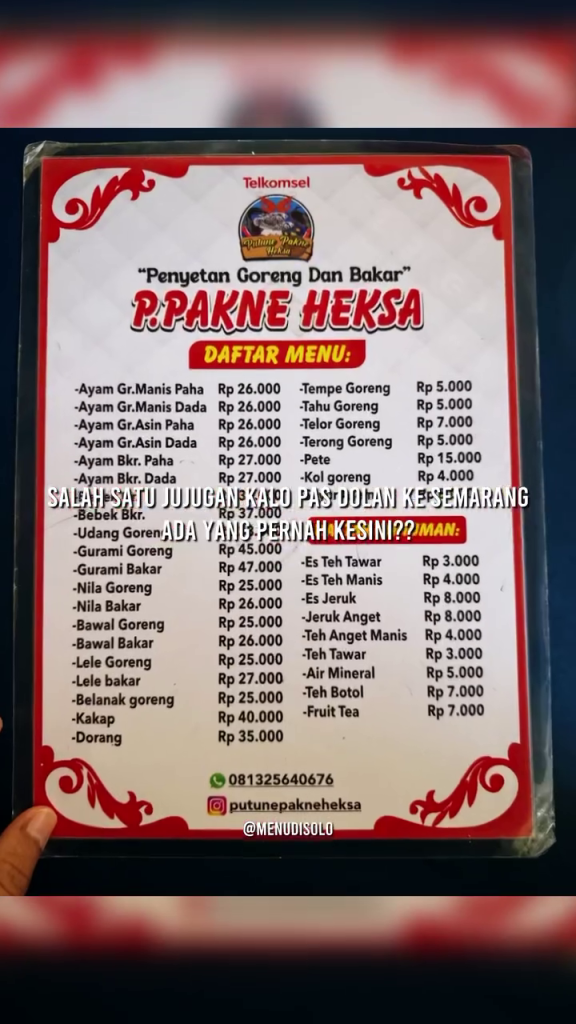 Telkomsel
Putune Pakne
Heksa
"Penyetan Goreng Dan Bakar"
P.PAKNE HEKSA
DAFTAR MENU:
-Ayam Gr.Manis Paha Rp 26.000
-Ayam Gr.Manis Dada Rp 26.000
-Ayam Gr.Asin Paha Rp 26.000
-Ayam Gr.Asin Dada Rp 26.000
-Ayam Bkr. Paha Rp 27.000
-Ayam Bkr. Dada Rp 27.000
-Bebek Bkr. Rp 37.000
-Udang Goreng
-Gurami Goreng Rp 45.000
-Gurami Bakar Rp 47.000
-Nila Goreng Rp 25.000
-Nila Bakar Rp 26.000
-Bawal Goreng Rp 25.000
-Bawal Bakar Rp 26.000
-Lele Goreng Rp 25.000
-Lele bakar Rp 27.000
-Belanak goreng Rp 25.000
-Kakap Rp 40.000
-Dorang Rp 35.000
-Tempe Goreng Rp 5.000
-Tahu Goreng Rp 5.000
-Telor Goreng Rp 7.000
-Terong Goreng Rp 5.000
-Pete Rp 15.000
-Kol goreng Rp 4.000
SALAH SATU JUJUGAN KALO PAS DOLAN KE SEMARANG
ADA YANG PERNAH KESINI??
-Es Teh Tawar Rp 3.000
-Es Teh Manis Rp 4.000
-Es Jeruk Rp 8.000
-Jeruk Anget Rp 8.000
-Teh Anget Manis Rp 4.000
-Teh Tawar Rp 3.000
-Air Mineral Rp 5.000
-Teh Botol Rp 7.000
-Fruit Tea Rp 7.000
081325640676
putunepakneheksa
@MENUDISOLO